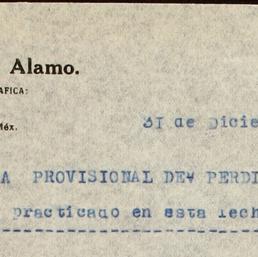 Alamo.
AFICA:
Méx.
31 de Dicie
A PROVISIONAL DE PERDI
practicado en esta fech